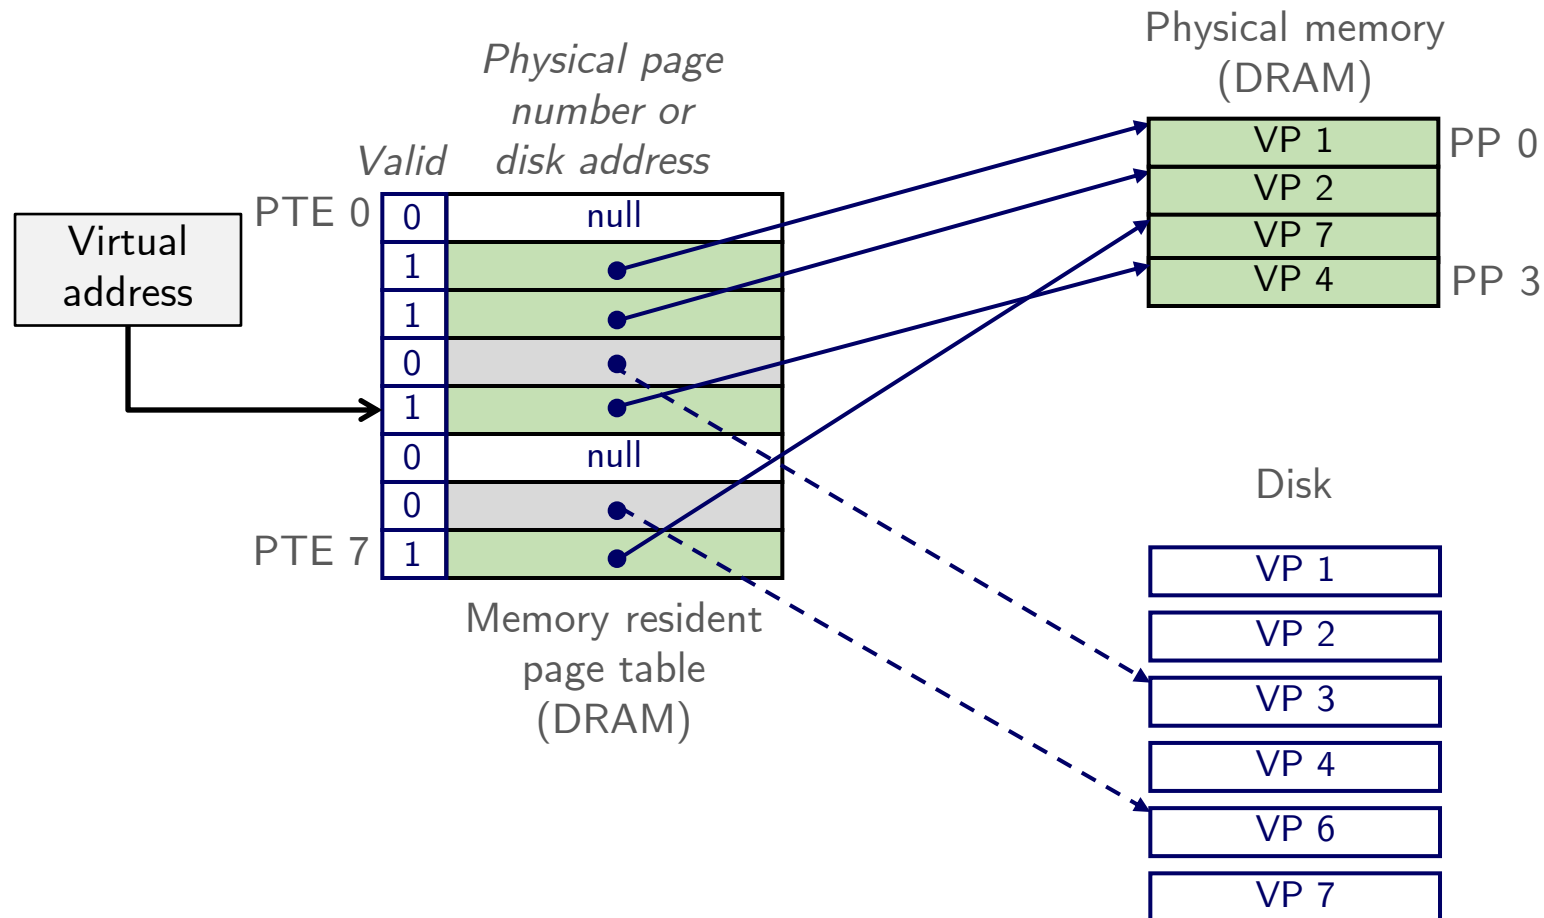 Physical page
number or
disk address
Valid
Physical memory
(DRAM)
Virtual
address
PTE 0
0 null
1
1
0
1
0 null
0
PTE 7 1
Memory resident
page table
(DRAM)
VP 1 PP 0
VP 2
VP 7
VP 4 PP 3
Disk
VP 1
VP 2
VP 3
VP 4
VP 6
VP 7